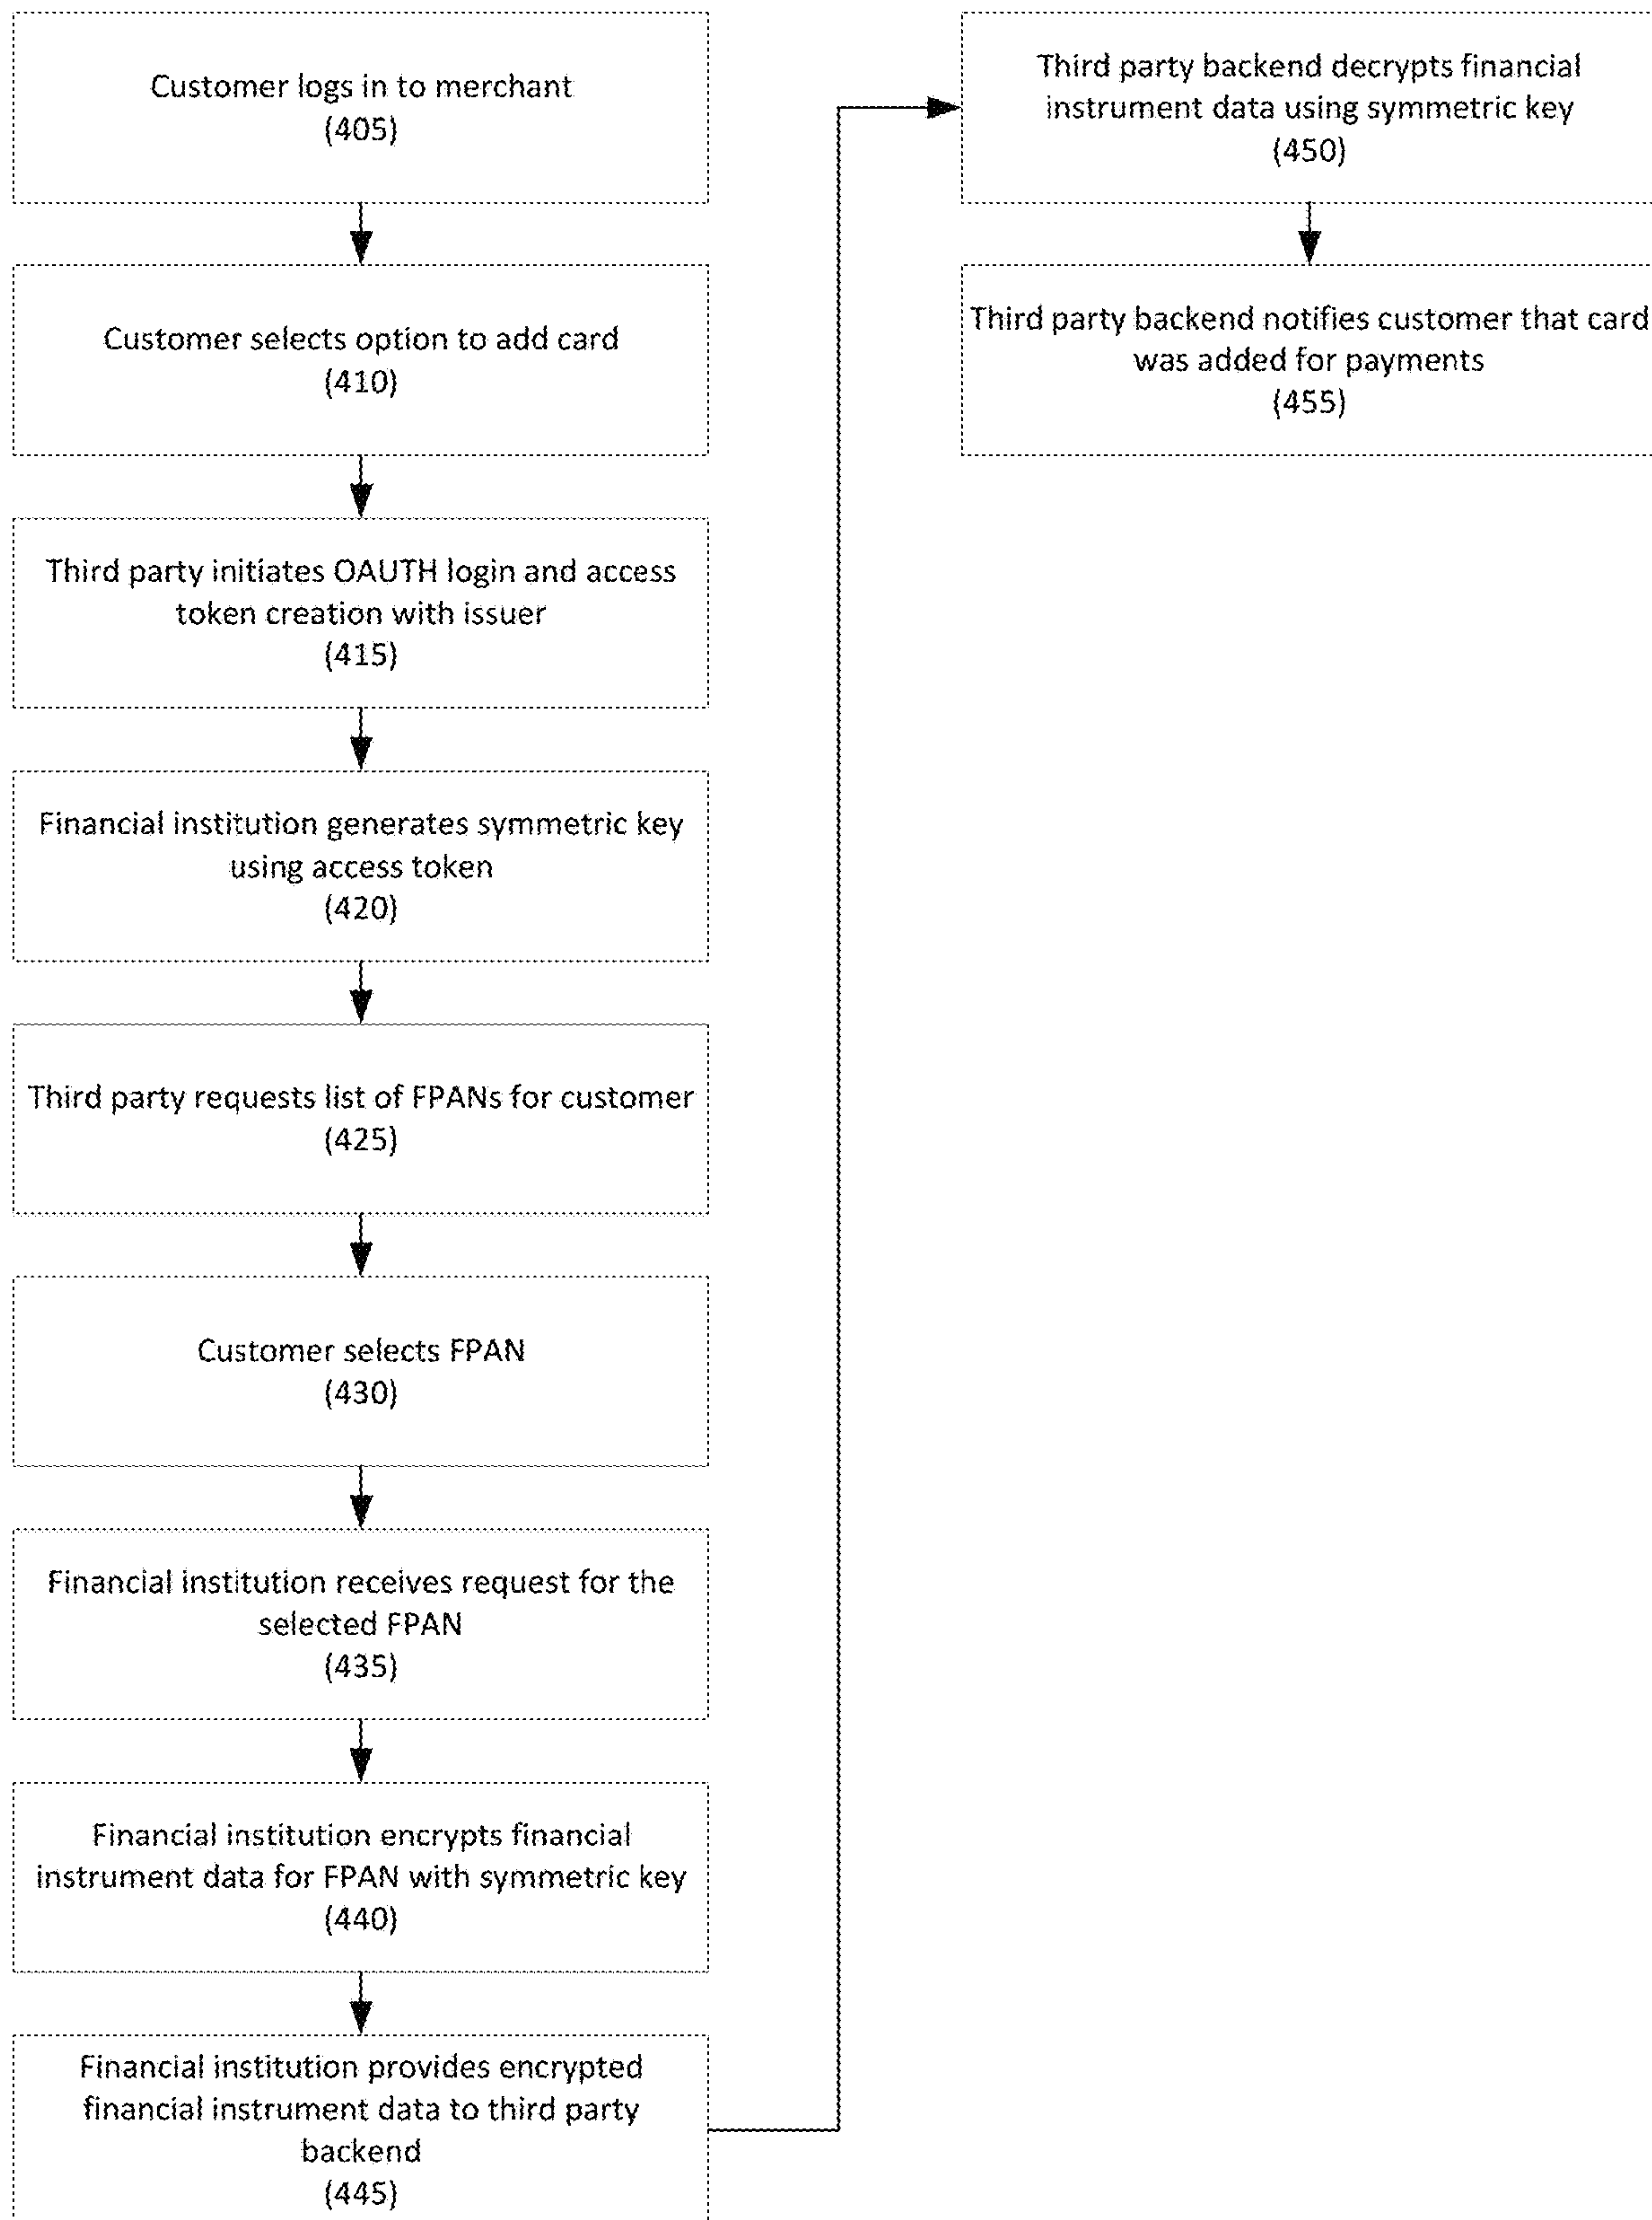 Customer logs in to merchant
(405)
Customer selects option to add card
(410)
Third party initiates OAUTH login and access
token creation with issuer
(415)
Financial institution generates symmetric key
using access token
(420)
Third party requests list of FPANs for customer
(425)
Customer selects FPAN
(430)
Financial institution receives request for the
selected FPAN
(435)
Financial institution encrypts financial
instrument data for FPAN with symmetric key
(440)
Financial institution provides encrypted
financial instrument data to third party
backend
(445)
Third party backend decrypts financial
instrument data using symmetric key
(450)
Third party backend notifies customer that card
was added for payments
(455)